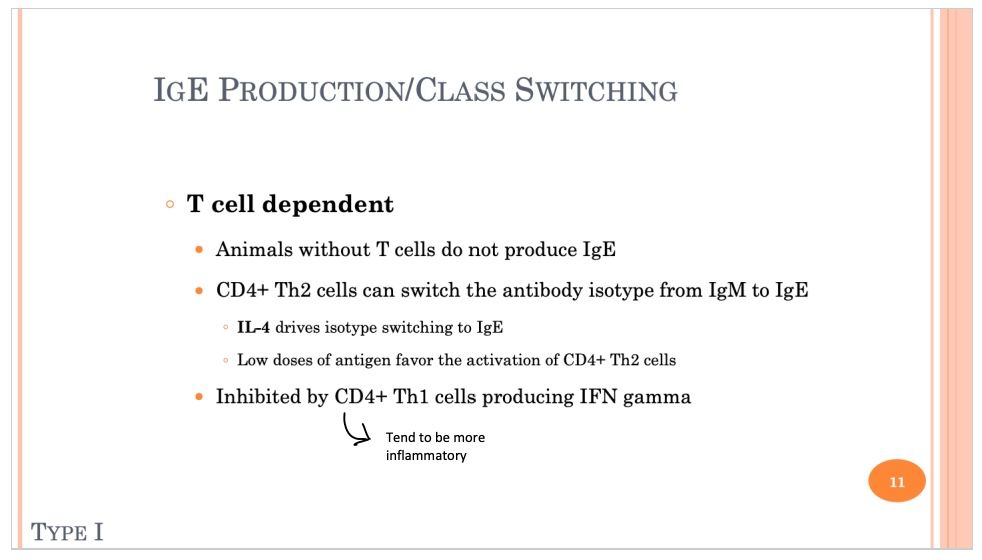 IgE Production/Class Switching
T cell dependent
Animals without T cells do not produce IgE
CD4+ Th2 cells can switch the antibody isotype from IgM to IgE
IL-4 drives isotype switching to IgE
Low doses of antigen favor the activation of CD4+ Th2 cells
Inhibited by CD4+ Th1 cells producing IFN gamma
Tend to be more
inflammatory
11
Type I